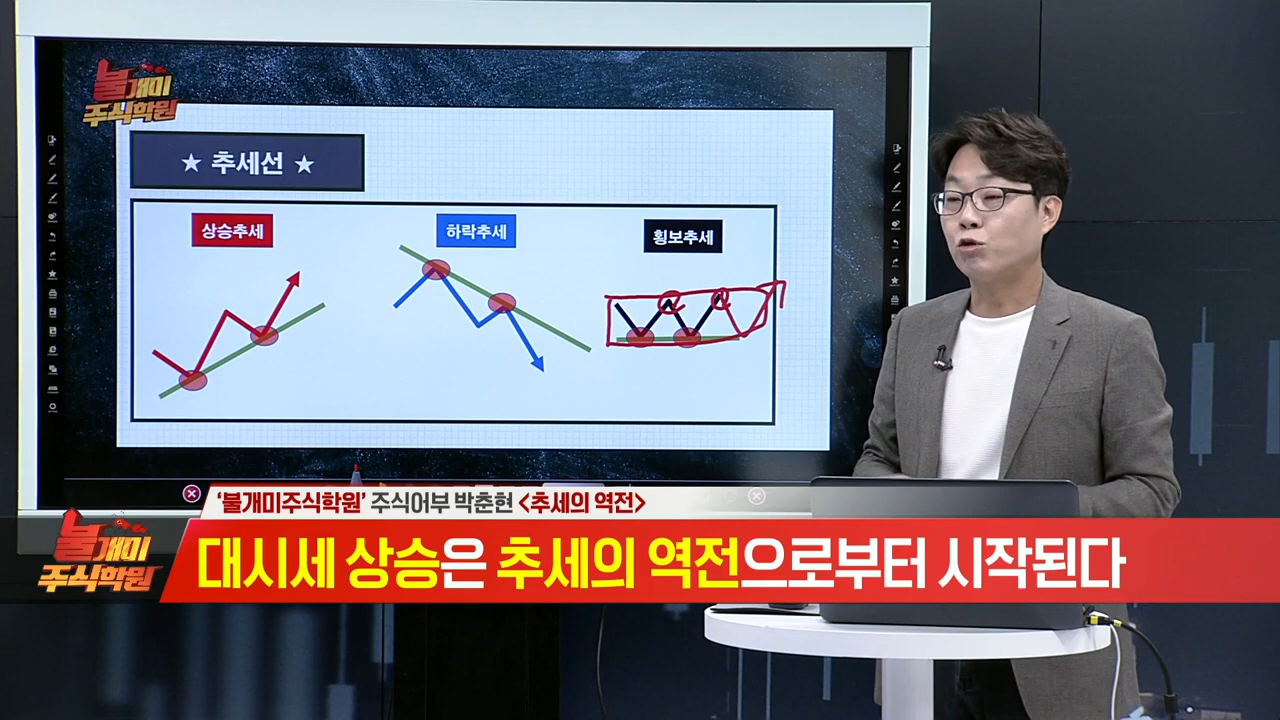 불개미
주식학원
★ 추세선 ★
상승추세
하락추세
횡보추세
‘불개미주식학원’ 주식어부 박춘현 <추세의 역전>
불개미
주식학원
대시세 상승은 추세의 역전으로부터 시작된다